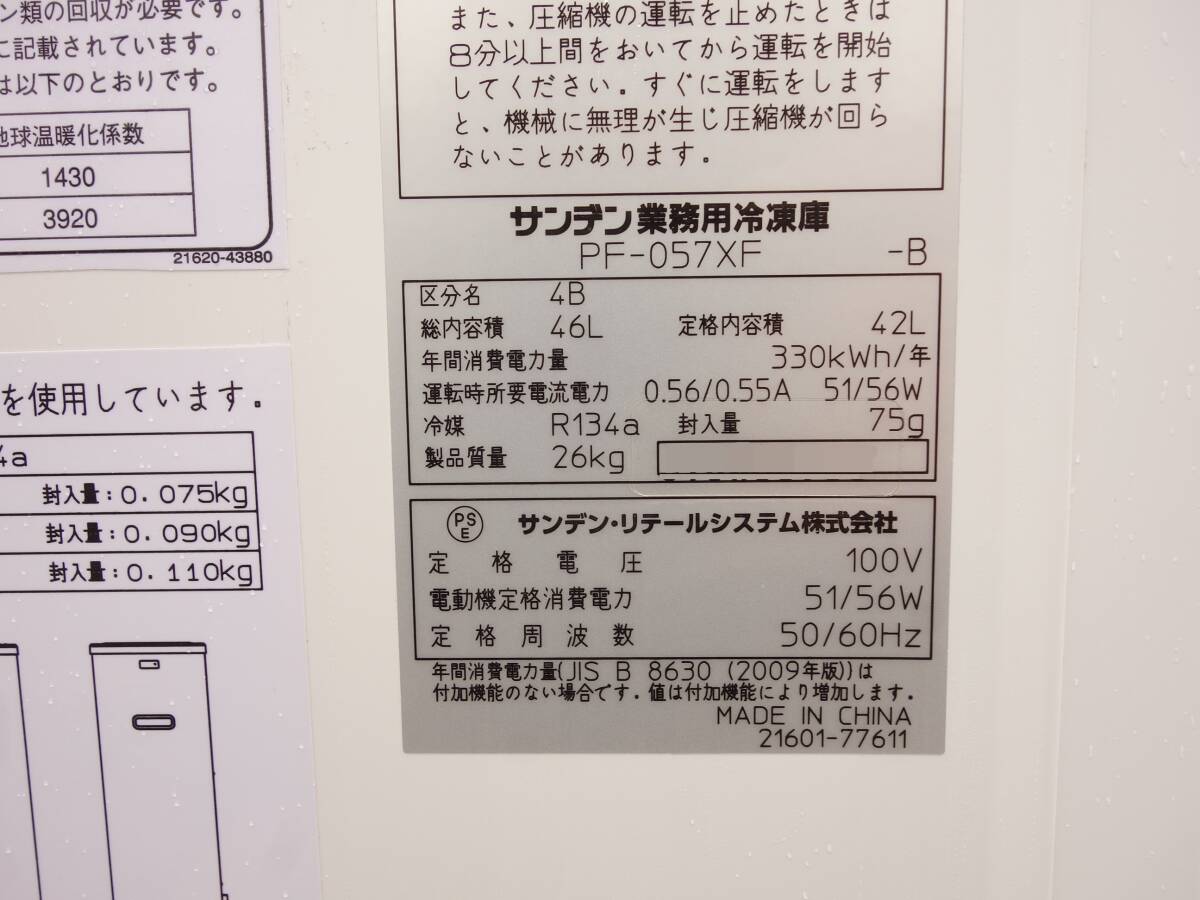 ン類の回収が必要です。
に記載されています。
は以下のとおりです。
地球温暖化係数
1430
3920
21620-43880
を使用しています.
4a
封入量:0.075kg
封入量:0.090kg
封入量:0.110kg
また、圧縮機の運転を止めたときは
8分以上間をおいてから運転を開始
してください.すぐに運転をします
と、機械に無理が生じ圧縮機が回ら
ないことがあります.
サンデン業務用冷凍庫
PF-057XF -B
区分名 4B
総内容積 46L 定格内容積 42L
年間消費電力量 330kWh/年
運転時所要電流電力 0.56/0.55A 51/56W
冷媒 R134a 封入量 75g
製品質量 26kg
PSE サンデン・リテールシステム株式会社
定格電圧 100V
電動機定格消費電力 51/56W
定格周波数 50/60Hz
年間消費電力量(JIS B 8630 (2009年版))は
付加機能のない場合です.値は付加機能により増加します.
MADE IN CHINA
21601-77611